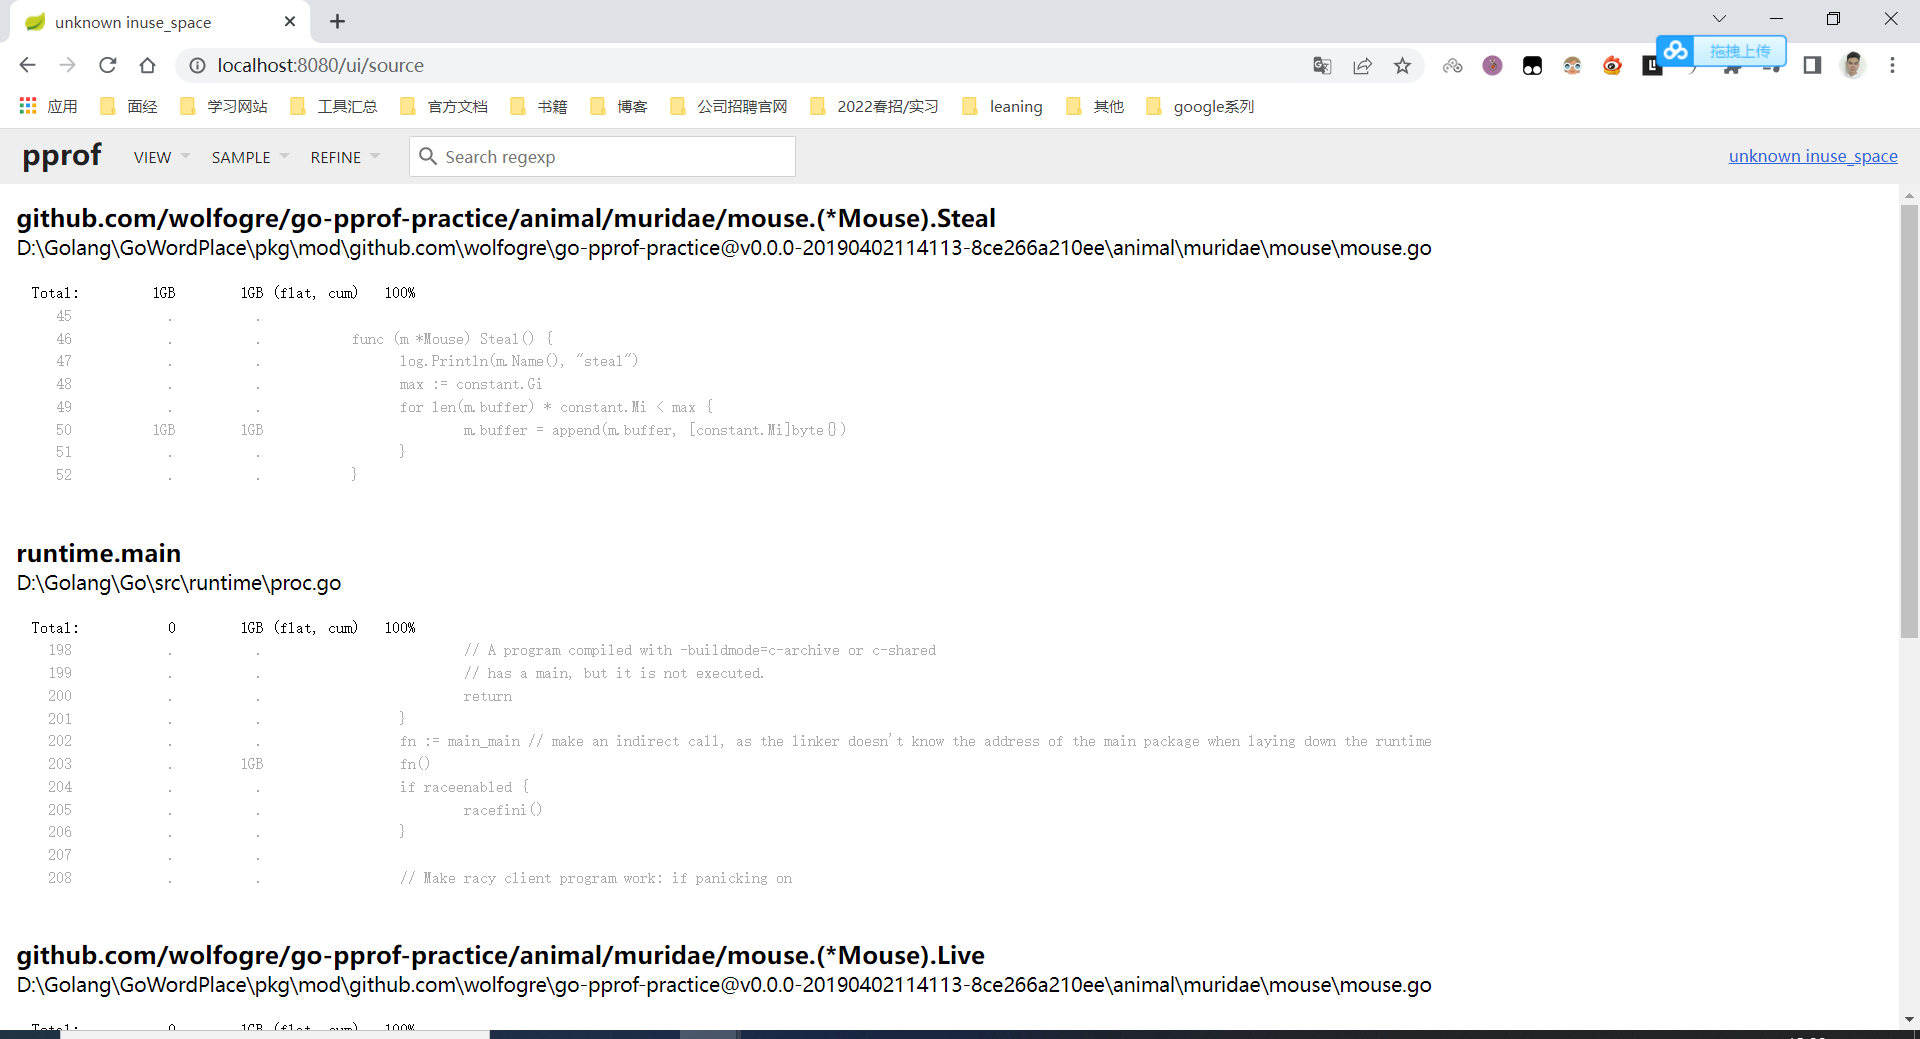 unknown inuse_space
localhost:8080/ui/source
拖拽上传
应用 面经 学习网站 工具汇总 官方文档 书籍 博客 公司招聘官网 2022春招/实习 leaning 其他 google系列
pprof VIEW SAMPLE REFINE Search regexp unknown inuse_space
github.com/wolfogre/go-pprof-practice/animal/muridae/mouse.(*Mouse).Steal
D:\Golang\GoWordPlace\pkg\mod\github.com\wolfogre\go-pprof-practice@v0.0.0-20190402114113-8ce266a210ee\animal\muridae\mouse\mouse.go
Total: 1GB 1GB (flat, cum) 100%
45 . .
46 . . func (m *Mouse) Steal() {
47 . . log.Println(m.Name(), "steal")
48 . . max := constant.Gi
49 . . for len(m.buffer) * constant.Mi < max {
50 1GB 1GB m.buffer = append(m.buffer, [constant.Mi]byte{})
51 . . }
52 . . }
runtime.main
D:\Golang\Go\src\runtime\proc.go
Total: 0 1GB (flat, cum) 100%
198 . . // A program compiled with -buildmode=c-archive or c-shared
199 . . // has a main, but it is not executed.
200 . . return
201 . . }
202 . . fn := main_main // make an indirect call, as the linker doesn't know the address of the main package when laying down the runtime
203 . 1GB fn()
204 . . if raceenabled {
205 . . racefini()
206 . . }
207 . .
208 . . // Make racy client program work: if panicking on
github.com/wolfogre/go-pprof-practice/animal/muridae/mouse.(*Mouse).Live
D:\Golang\GoWordPlace\pkg\mod\github.com\wolfogre\go-pprof-practice@v0.0.0-20190402114113-8ce266a210ee\animal\muridae\mouse\mouse.go
Total: 0 1GB (flat, cum) 100%